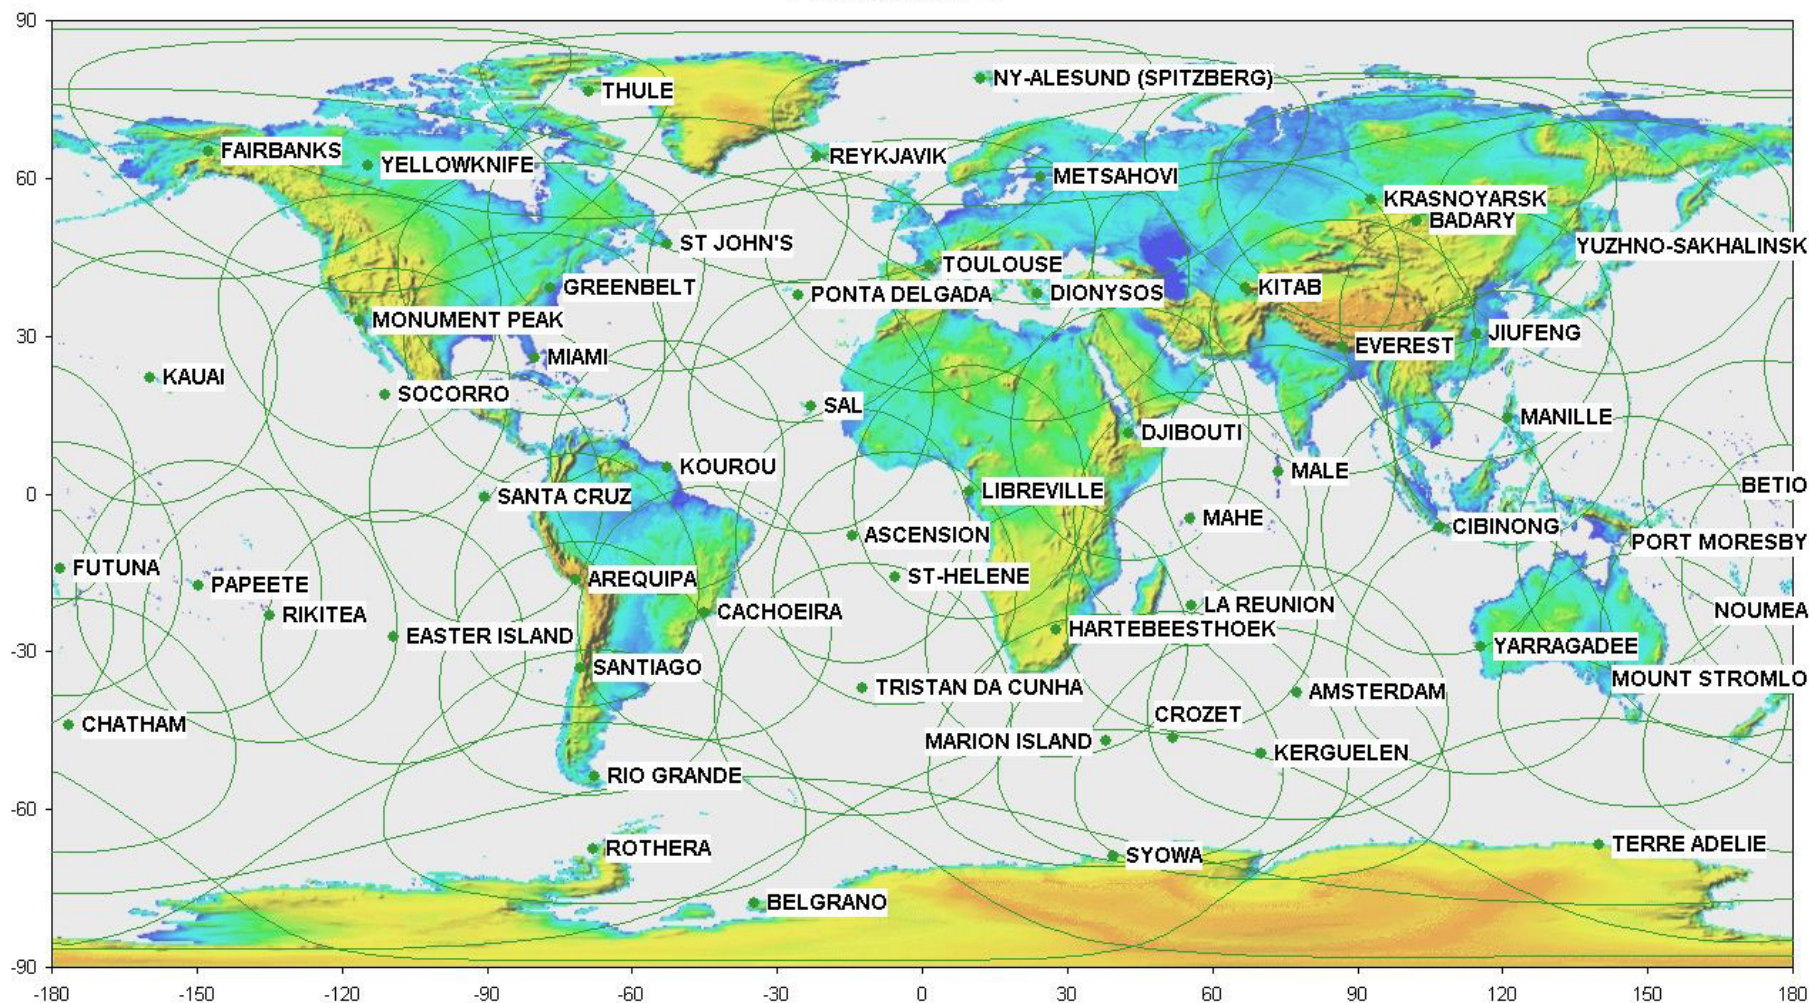 90
NY-ALESUND (SPITZBERG)
THULE
FAIRBANKS
REYKJAVIK
YELLOWKNIFE
METSAHOVI
60
KRASNOYARSK
BADARY
ST JOHN'S
YUZHNO-SAKHALINSK
TOULOUSE
GREENBELT
KITAB
PONTA DELGADA
DIONYSOS
MONUMENT PEAK
JIUFENG
30
EVEREST
MIAMI
KAUAI
SOCORRO
SAL
MANILLE
DJIBOUTI
KOUROU
MALE
BETIO
LIBREVILLE
0
SANTA CRUZ
MAHE
CIBINONG
ASCENSION
PORT MORESBY
FUTUNA
ST-HELENE
AREQUIPA
PAPEETE
LA REUNION
NOUMEA
CACHOEIRA
RIKITEA
HARTEBEESTHOEK
EASTER ISLAND
YARRAGADEE
-30
SANTIAGO
MOUNT STROMLO
TRISTAN DA CUNHA
AMSTERDAM
CROZET
CHATHAM
MARION ISLAND
KERGUELEN
RIO GRANDE
-60
TERRE ADELIE
ROTHERA
SYOWA
BELGRANO
-90
-180 -150 -120 -90 -60 -30 0 30 60 90 120 150 180